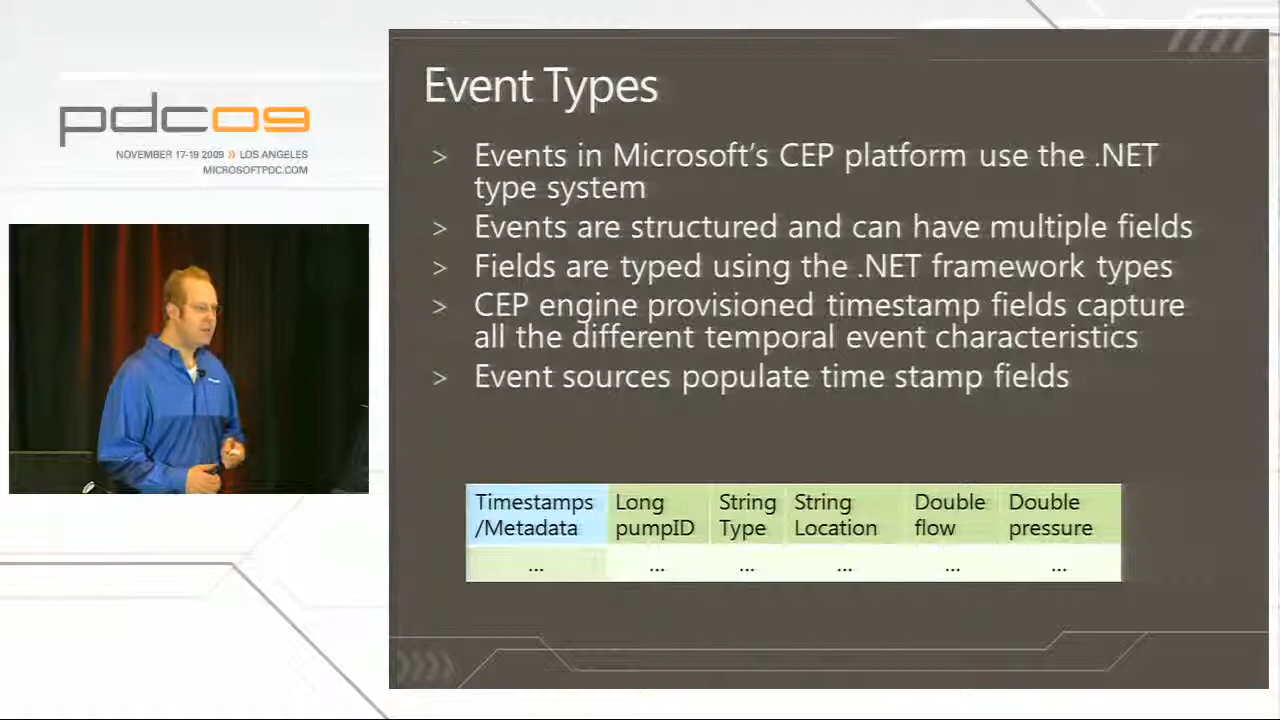 pdc09
NOVEMBER 17-19 2009 » LOS ANGELES
MICROSOFTPDC.COM
Event Types
> Events in Microsoft's CEP platform use the .NET
type system
> Events are structured and can have multiple fields
> Fields are typed using the .NET framework types
> CEP engine provisioned timestamp fields capture
all the different temporal event characteristics
> Event sources populate time stamp fields
Timestamps Long String String Double Double
/Metadata pumpID Type Location flow pressure
... ... ... ... ... ...